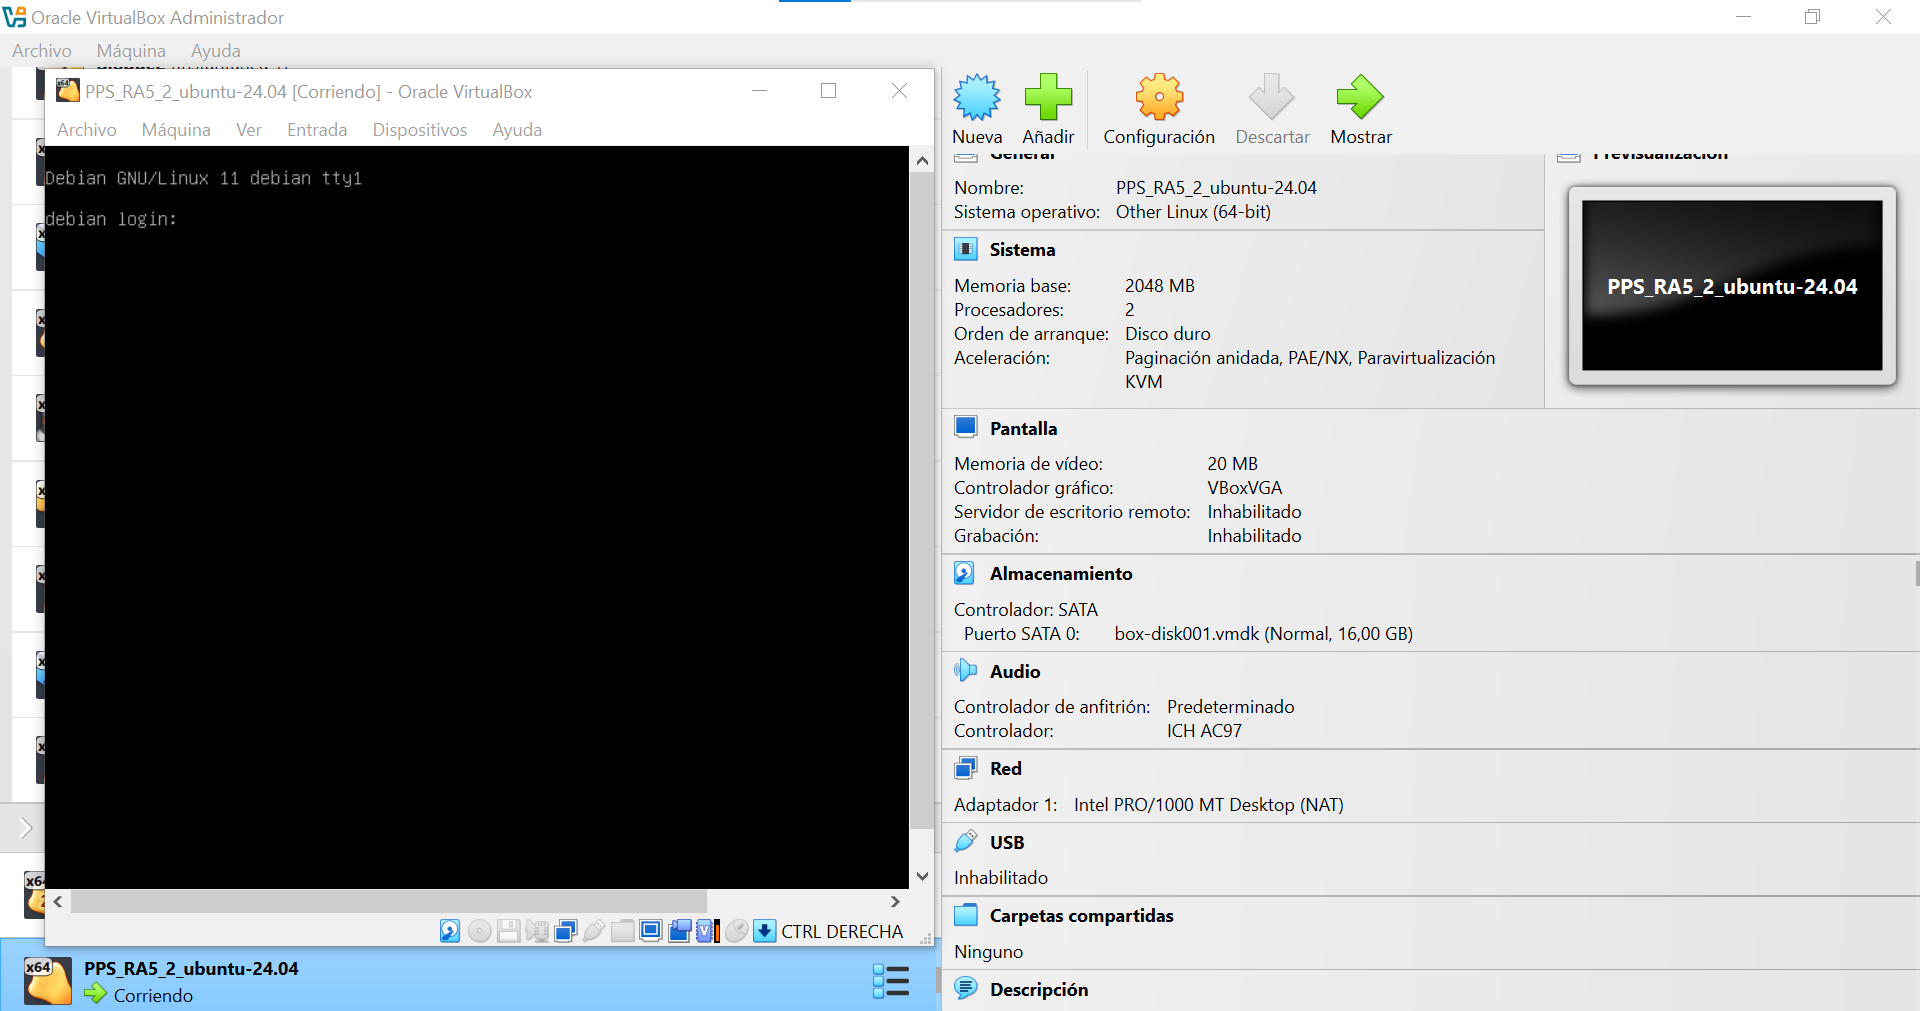 Oracle VirtualBox Administrador
Archivo Máquina Ayuda
PPS_RA5_2_ubuntu-24.04 [Corriendo] - Oracle VirtualBox
Archivo Máquina Ver Entrada Dispositivos Ayuda
Debian GNU/Linux 11 debian tty1
debian login:
CTRL DERECHA
x64
PPS_RA5_2_ubuntu-24.04
Corriendo
Nueva Añadir Configuración Descartar Mostrar
General
Nombre: PPS_RA5_2_ubuntu-24.04
Sistema operativo: Other Linux (64-bit)
Sistema
Memoria base: 2048 MB
Procesadores: 2
Orden de arranque: Disco duro
Aceleración: Paginación anidada, PAE/NX, Paravirtualización
KVM
Previsualización
PPS_RA5_2_ubuntu-24.04
Pantalla
Memoria de vídeo: 20 MB
Controlador gráfico: VBoxVGA
Servidor de escritorio remoto: Inhabilitado
Grabación: Inhabilitado
Almacenamiento
Controlador: SATA
Puerto SATA 0: box-disk001.vmdk (Normal, 16,00 GB)
Audio
Controlador de anfitrión: Predeterminado
Controlador: ICH AC97
Red
Adaptador 1: Intel PRO/1000 MT Desktop (NAT)
USB
Inhabilitado
Carpetas compartidas
Ninguno
Descripción